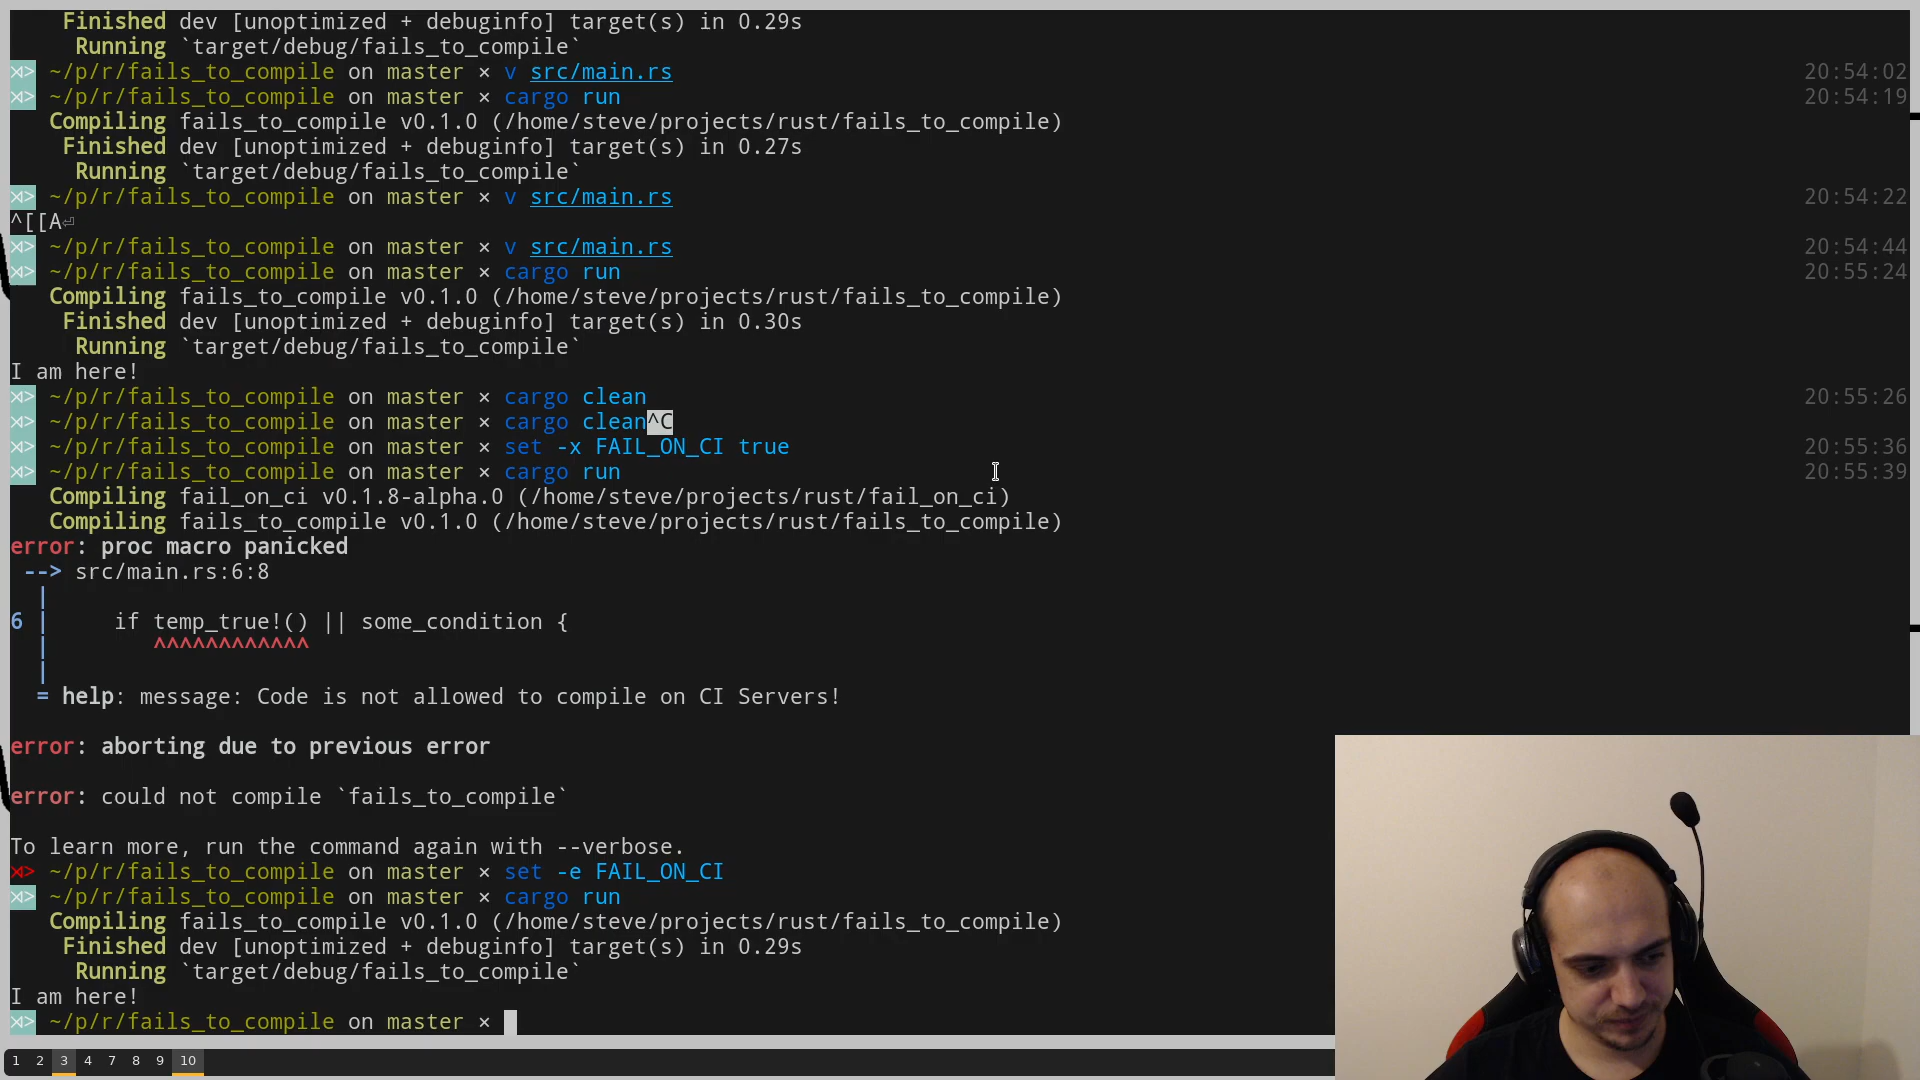 Finished dev [unoptimized + debuginfo] target(s) in 0.29s
Running `target/debug/fails_to_compile`
⋊> ~/p/r/fails_to_compile on master × v src/main.rs 20:54:02
⋊> ~/p/r/fails_to_compile on master × cargo run 20:54:19
Compiling fails_to_compile v0.1.0 (/home/steve/projects/rust/fails_to_compile)
Finished dev [unoptimized + debuginfo] target(s) in 0.27s
Running `target/debug/fails_to_compile`
⋊> ~/p/r/fails_to_compile on master × v src/main.rs 20:54:22
^[[A⏎
⋊> ~/p/r/fails_to_compile on master × v src/main.rs 20:54:44
⋊> ~/p/r/fails_to_compile on master × cargo run 20:55:24
Compiling fails_to_compile v0.1.0 (/home/steve/projects/rust/fails_to_compile)
Finished dev [unoptimized + debuginfo] target(s) in 0.30s
Running `target/debug/fails_to_compile`
I am here!
⋊> ~/p/r/fails_to_compile on master × cargo clean 20:55:26
⋊> ~/p/r/fails_to_compile on master × cargo clean^C
⋊> ~/p/r/fails_to_compile on master × set -x FAIL_ON_CI true 20:55:36
⋊> ~/p/r/fails_to_compile on master × cargo run 20:55:39
Compiling fail_on_ci v0.1.8-alpha.0 (/home/steve/projects/rust/fail_on_ci)
Compiling fails_to_compile v0.1.0 (/home/steve/projects/rust/fails_to_compile)
error: proc macro panicked
--> src/main.rs:6:8
|
6 | if temp_true!() || some_condition {
| ^^^^^^^^^^^^
|
= help: message: Code is not allowed to compile on CI Servers!
error: aborting due to previous error
error: could not compile `fails_to_compile`
To learn more, run the command again with --verbose.
⋊> ~/p/r/fails_to_compile on master × set -e FAIL_ON_CI
⋊> ~/p/r/fails_to_compile on master × cargo run
Compiling fails_to_compile v0.1.0 (/home/steve/projects/rust/fails_to_compile)
Finished dev [unoptimized + debuginfo] target(s) in 0.29s
Running `target/debug/fails_to_compile`
I am here!
⋊> ~/p/r/fails_to_compile on master ×
1 2 3 4 7 8 9 10